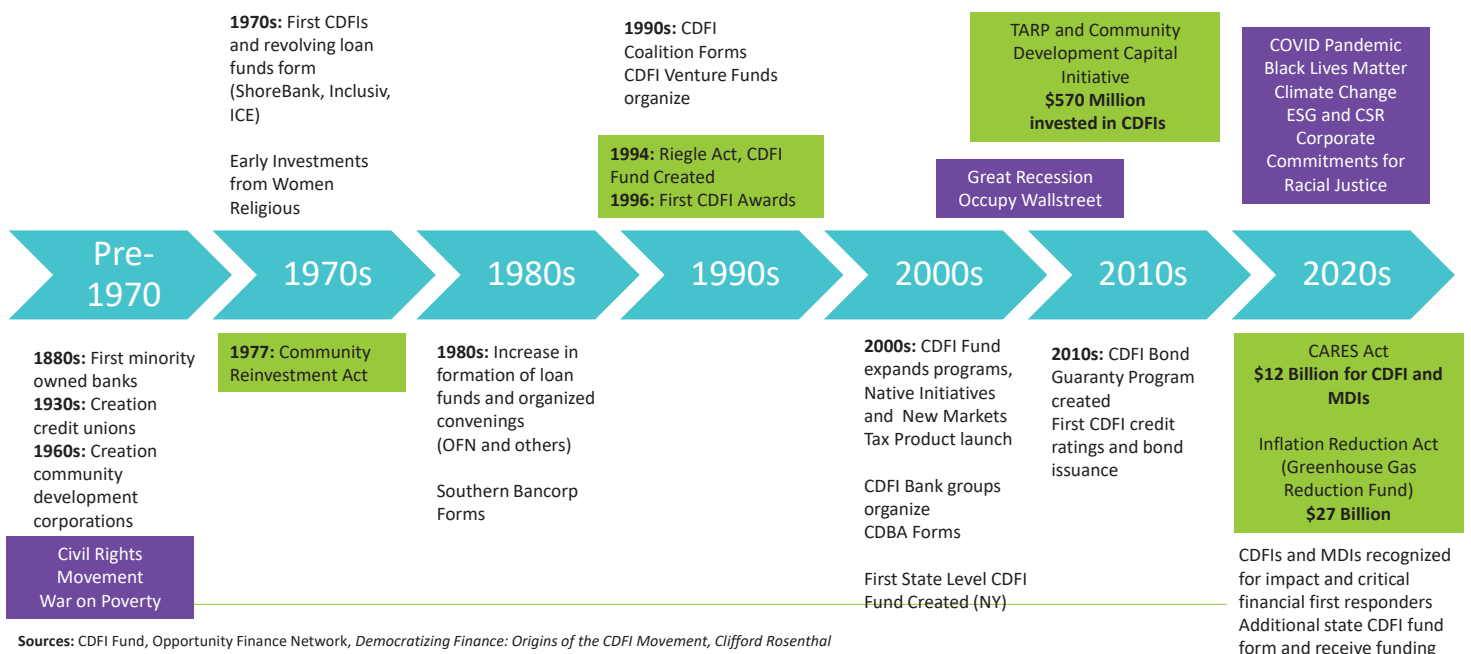 1970s: First CDFIs
and revolving loan
funds form
(ShoreBank, Inclusiv,
ICE)
Early Investments
from Women
Religious
1990s: CDFI
Coalition Forms
CDFI Venture Funds
organize
1994: Riegle Act, CDFI
Fund Created
1996: First CDFI Awards
TARP and Community
Development Capital
Initiative
$570 Million
invested in CDFIs
Great Recession
Occupy Wallstreet
COVID Pandemic
Black Lives Matter
Climate Change
ESG and CSR
Corporate
Commitments for
Racial Justice
Pre-
1970
1970s
1980s
1990s
2000s
2010s
2020s
1880s: First minority
owned banks
1930s: Creation
credit unions
1960s: Creation
community
development
corporations
Civil Rights
Movement
War on Poverty
1977: Community
Reinvestment Act
1980s: Increase in
formation of loan
funds and organized
convenings
(OFN and others)
Southern Bancorp
Forms
2000s: CDFI Fund
expands programs,
Native Initiatives
and New Markets
Tax Product launch
CDFI Bank groups
organize
CDBA Forms
First State Level CDFI
Fund Created (NY)
2010s: CDFI Bond
Guaranty Program
created
First CDFI credit
ratings and bond
issuance
CARES Act
$12 Billion for CDFI and
MDIs
Inflation Reduction Act
(Greenhouse Gas
Reduction Fund)
$27 Billion
CDFIs and MDIs recognized
for impact and critical
financial first responders
Additional state CDFI fund
form and receive funding
Sources: CDFI Fund, Opportunity Finance Network, Democratizing Finance: Origins of the CDFI Movement, Clifford Rosenthal